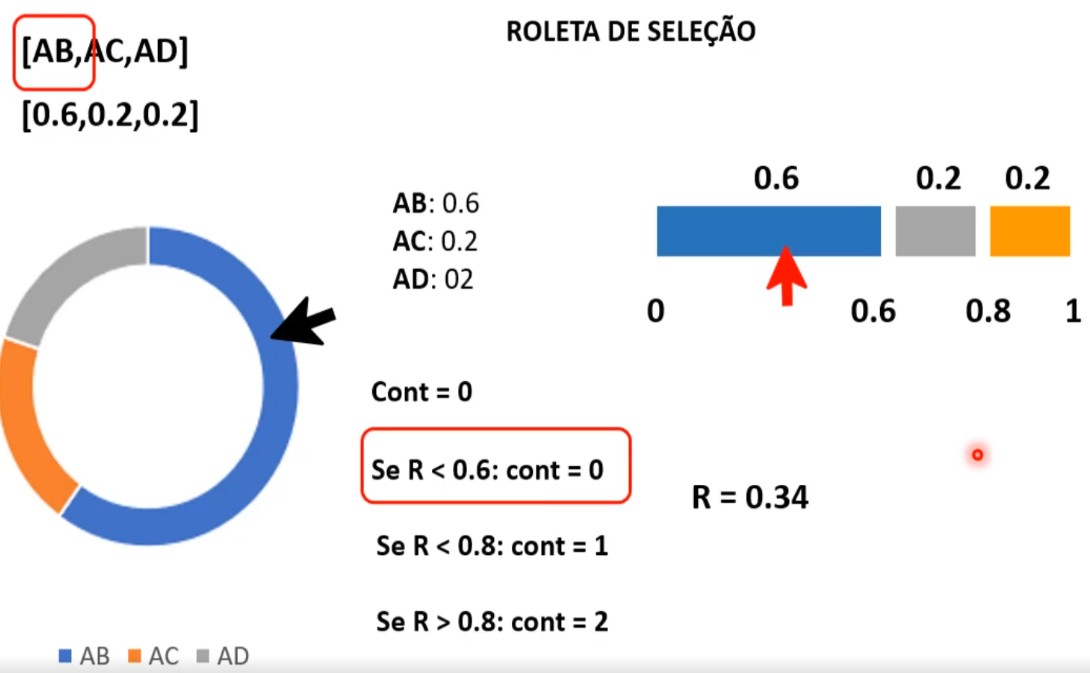 ROLETA DE SELEÇÃO
[AB,AC,AD]
[0.6,0.2,0.2]
AB: 0.6
AC: 0.2
AD: 02
0.6 0.2 0.2
0 0.6 0.8 1
Cont = 0
Se R < 0.6: cont = 0
R = 0.34
Se R < 0.8: cont = 1
Se R > 0.8: cont = 2
AB AC AD